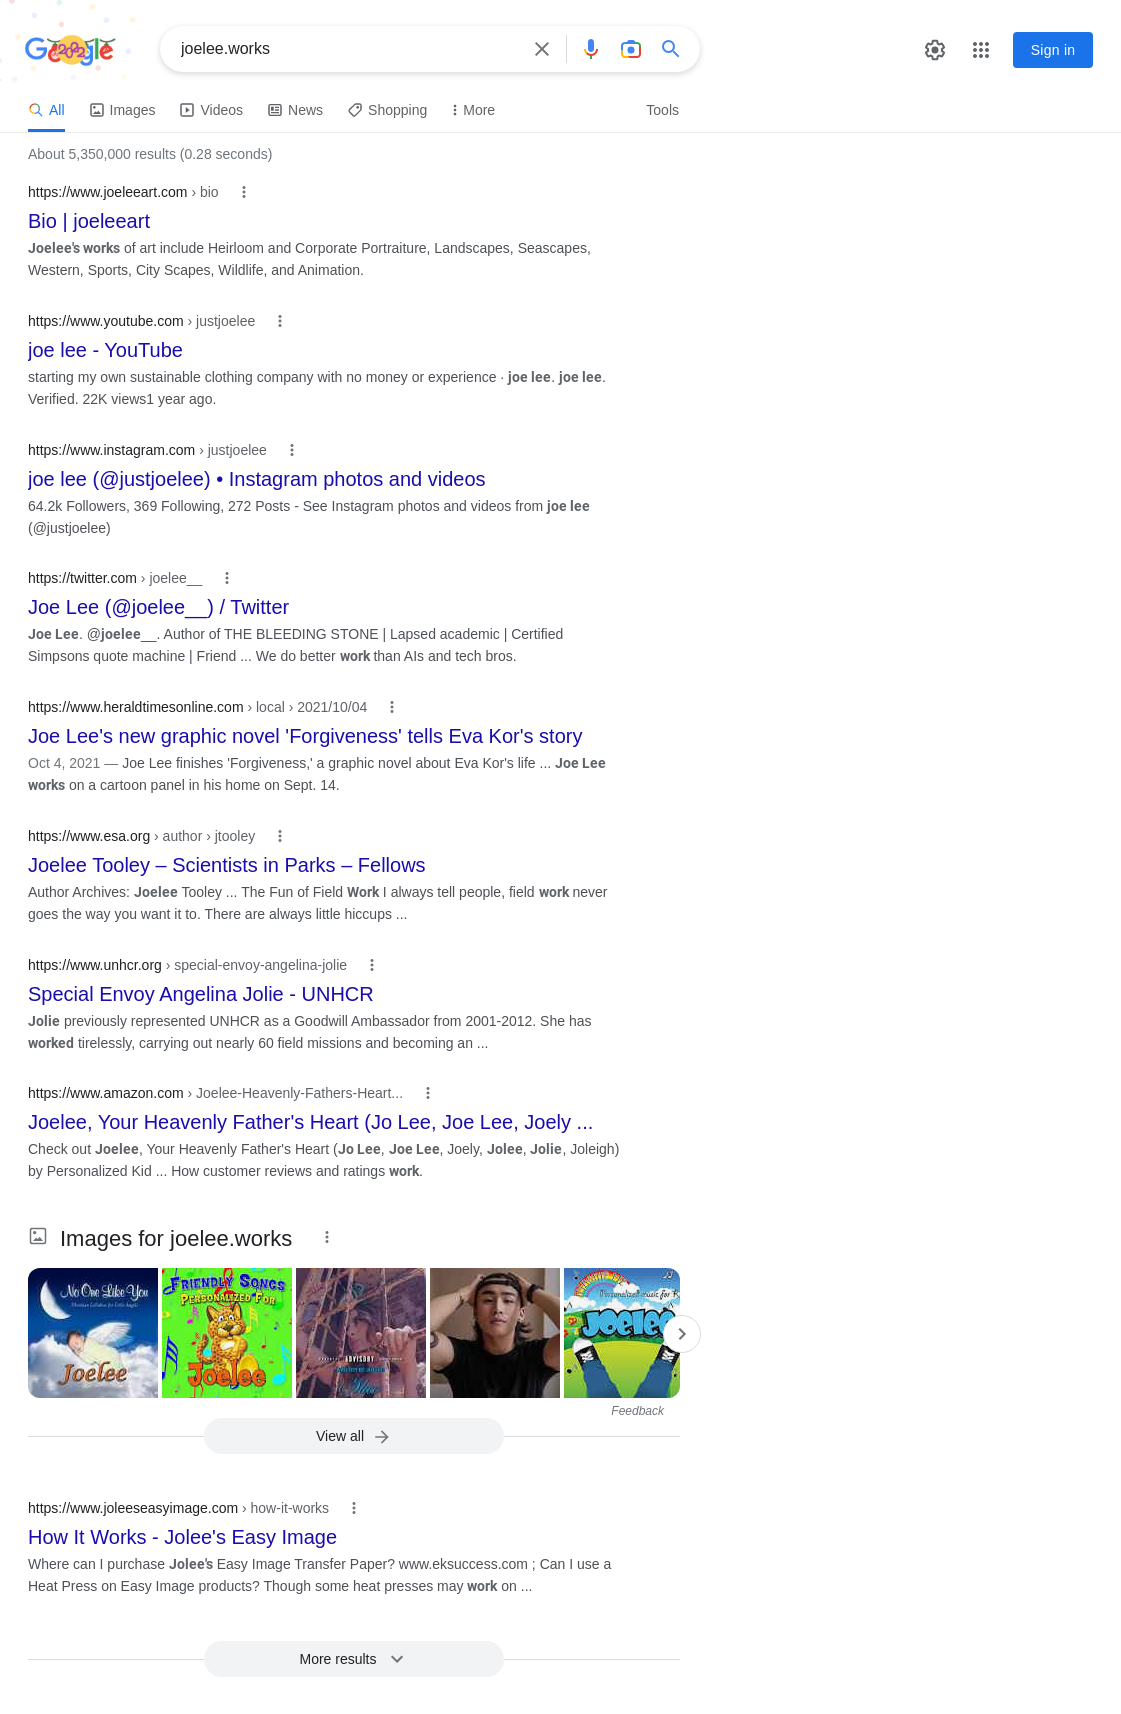 Google
joelee.works
Sign in
All
Images
Videos
News
Shopping
More
Tools
About 5,350,000 results (0.28 seconds)
https://www.joeleeart.com › bio
Bio | joeleeart
Joelee's works of art include Heirloom and Corporate Portraiture, Landscapes, Seascapes,
Western, Sports, City Scapes, Wildlife, and Animation.
https://www.youtube.com › justjoelee
joe lee - YouTube
starting my own sustainable clothing company with no money or experience · joe lee. joe lee.
Verified. 22K views1 year ago.
https://www.instagram.com › justjoelee
joe lee (@justjoelee) • Instagram photos and videos
64.2k Followers, 369 Following, 272 Posts - See Instagram photos and videos from joe lee
(@justjoelee)
https://twitter.com › joelee__
Joe Lee (@joelee__) / Twitter
Joe Lee. @joelee__. Author of THE BLEEDING STONE | Lapsed academic | Certified
Simpsons quote machine | Friend ... We do better work than AIs and tech bros.
https://www.heraldtimesonline.com › local › 2021/10/04
Joe Lee's new graphic novel 'Forgiveness' tells Eva Kor's story
Oct 4, 2021 — Joe Lee finishes 'Forgiveness,' a graphic novel about Eva Kor's life ... Joe Lee
works on a cartoon panel in his home on Sept. 14.
https://www.esa.org › author › jtooley
Joelee Tooley – Scientists in Parks – Fellows
Author Archives: Joelee Tooley ... The Fun of Field Work I always tell people, field work never
goes the way you want it to. There are always little hiccups ...
https://www.unhcr.org › special-envoy-angelina-jolie
Special Envoy Angelina Jolie - UNHCR
Jolie previously represented UNHCR as a Goodwill Ambassador from 2001-2012. She has
worked tirelessly, carrying out nearly 60 field missions and becoming an ...
https://www.amazon.com › Joelee-Heavenly-Fathers-Heart...
Joelee, Your Heavenly Father's Heart (Jo Lee, Joe Lee, Joely ...
Check out Joelee, Your Heavenly Father's Heart (Jo Lee, Joe Lee, Joely, Jolee, Jolie, Joleigh)
by Personalized Kid ... How customer reviews and ratings work.
Images for joelee.works
No One Like You
Joelee
FRIENDLY SONGS
PERSONALIZED FOR
Joelee
ADVISORY
Personalized music for K
JOELEE
Feedback
View all
https://www.joleeseasyimage.com › how-it-works
How It Works - Jolee's Easy Image
Where can I purchase Jolee's Easy Image Transfer Paper? www.eksuccess.com ; Can I use a
Heat Press on Easy Image products? Though some heat presses may work on ...
More results